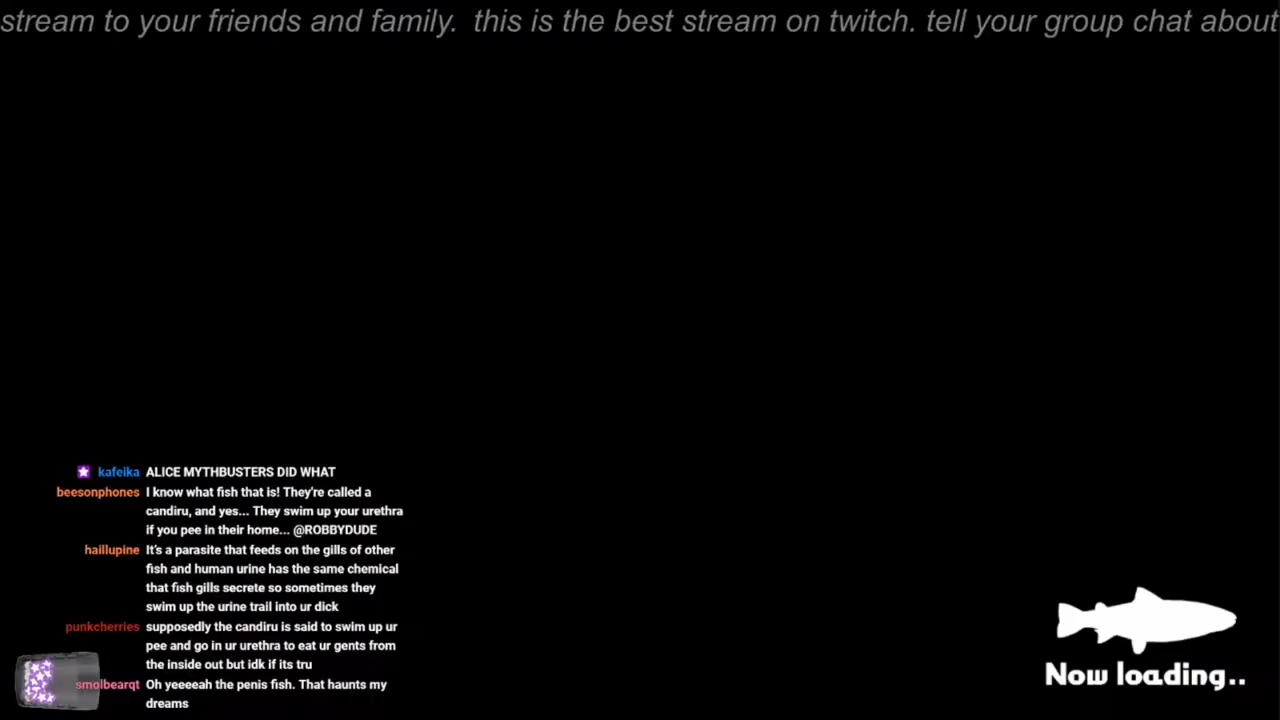 stream to your friends and family. this is the best stream on twitch. tell your group chat about
kafeika ALICE MYTHBUSTERS DID WHAT
beesonphones I know what fish that is! They're called a
candiru, and yes... They swim up your urethra
if you pee in their home... @ROBBYDUDE
haillupine It's a parasite that feeds on the gills of other
fish and human urine has the same chemical
that fish gills secrete so sometimes they
swim up the urine trail into ur dick
punkcherries supposedly the candiru is said to swim up ur
pee and go in ur urethra to eat ur gents from
the inside out but idk if its tru
smolbearqt Oh yeeeeah the penis fish. That haunts my
dreams
Now loading..